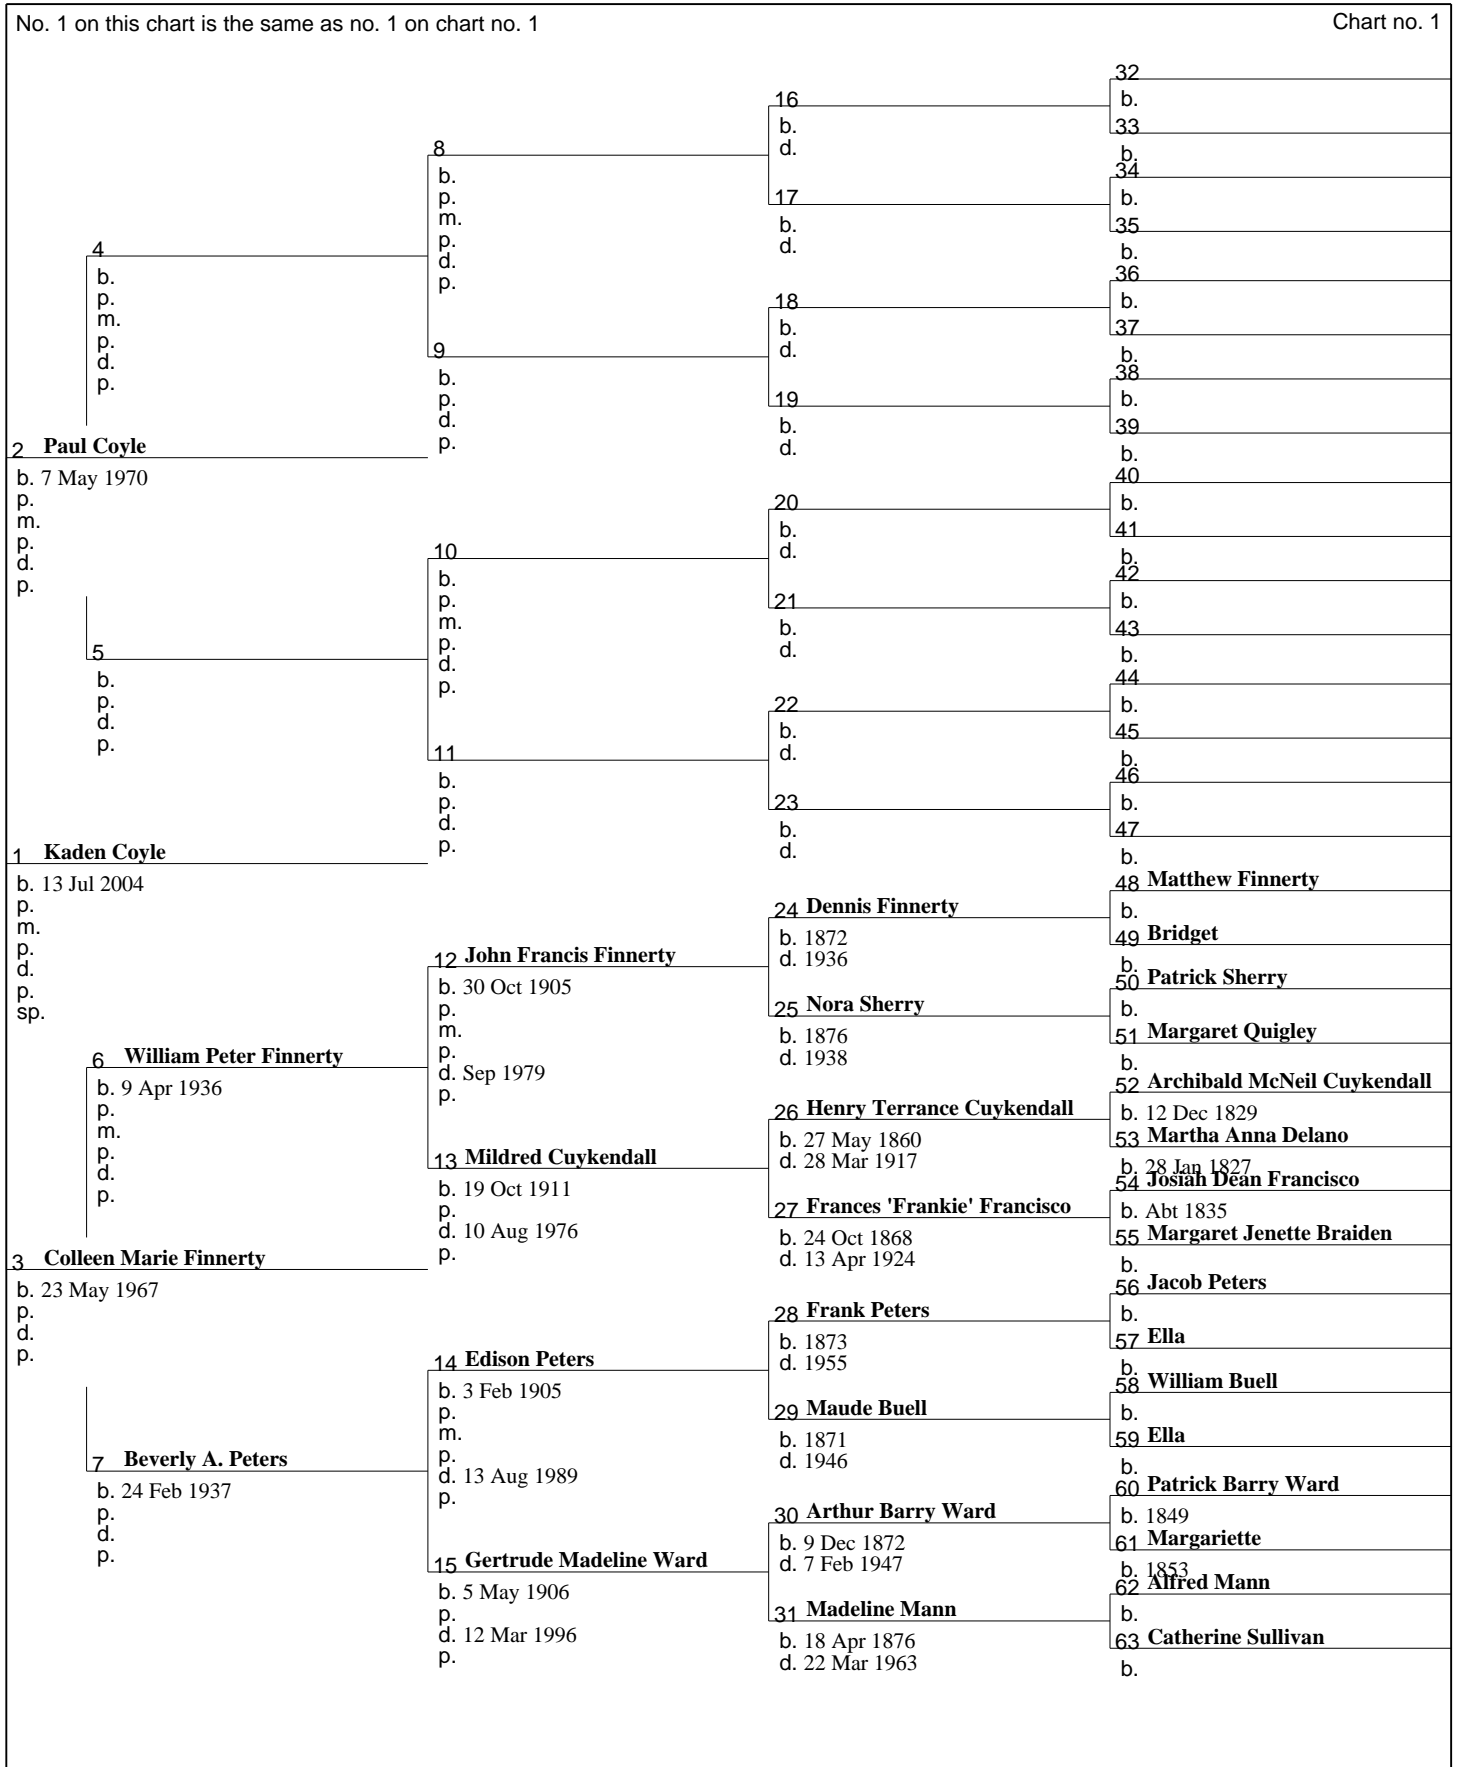 No. 1 on this chart is the same as no. 1 on chart no. 1
Chart no. 1
2 Paul Coyle
b. 7 May 1970
p.
m.
p.
d.
p.
1 Kaden Coyle
b. 13 Jul 2004
p.
m.
p.
d.
p.
sp.
3 Colleen Marie Finnerty
b. 23 May 1967
p.
d.
p.
4
b.
p.
m.
p.
d.
p.
5
b.
p.
d.
p.
6 William Peter Finnerty
b. 9 Apr 1936
p.
m.
p.
d.
p.
7 Beverly A. Peters
b. 24 Feb 1937
p.
d.
p.
8
b.
p.
m.
p.
d.
p.
9
b.
p.
d.
p.
10
b.
p.
m.
p.
d.
p.
11
b.
p.
d.
p.
12 John Francis Finnerty
b. 30 Oct 1905
p.
m.
p.
d. Sep 1979
p.
13 Mildred Cuykendall
b. 19 Oct 1911
p.
d. 10 Aug 1976
p.
14 Edison Peters
b. 3 Feb 1905
p.
m.
p.
d. 13 Aug 1989
p.
15 Gertrude Madeline Ward
b. 5 May 1906
p.
d. 12 Mar 1996
p.
16
b.
d.
17
b.
d.
18
b.
d.
19
b.
d.
20
b.
d.
21
b.
d.
22
b.
d.
23
b.
d.
24 Dennis Finnerty
b. 1872
d. 1936
25 Nora Sherry
b. 1876
d. 1938
26 Henry Terrance Cuykendall
b. 27 May 1860
d. 28 Mar 1917
27 Frances 'Frankie' Francisco
b. 24 Oct 1868
d. 13 Apr 1924
28 Frank Peters
b. 1873
d. 1955
29 Maude Buell
b. 1871
d. 1946
30 Arthur Barry Ward
b. 9 Dec 1872
d. 7 Feb 1947
31 Madeline Mann
b. 18 Apr 1876
d. 22 Mar 1963
32
b.
33
b.
34
b.
35
b.
36
b.
37
b.
38
b.
39
b.
40
b.
41
b.
42
b.
43
b.
44
b.
45
b.
46
b.
47
b.
48 Matthew Finnerty
b.
49 Bridget
b.
50 Patrick Sherry
b.
51 Margaret Quigley
b.
52 Archibald McNeil Cuykendall
b. 12 Dec 1829
53 Martha Anna Delano
b. 28 Jan 1827
54 Josiah Dean Francisco
b. Abt 1835
55 Margaret Jenette Braiden
b.
56 Jacob Peters
b.
57 Ella
b.
58 William Buell
b.
59 Ella
b.
60 Patrick Barry Ward
b. 1849
61 Margariette
b. 1853
62 Alfred Mann
b.
63 Catherine Sullivan
b.